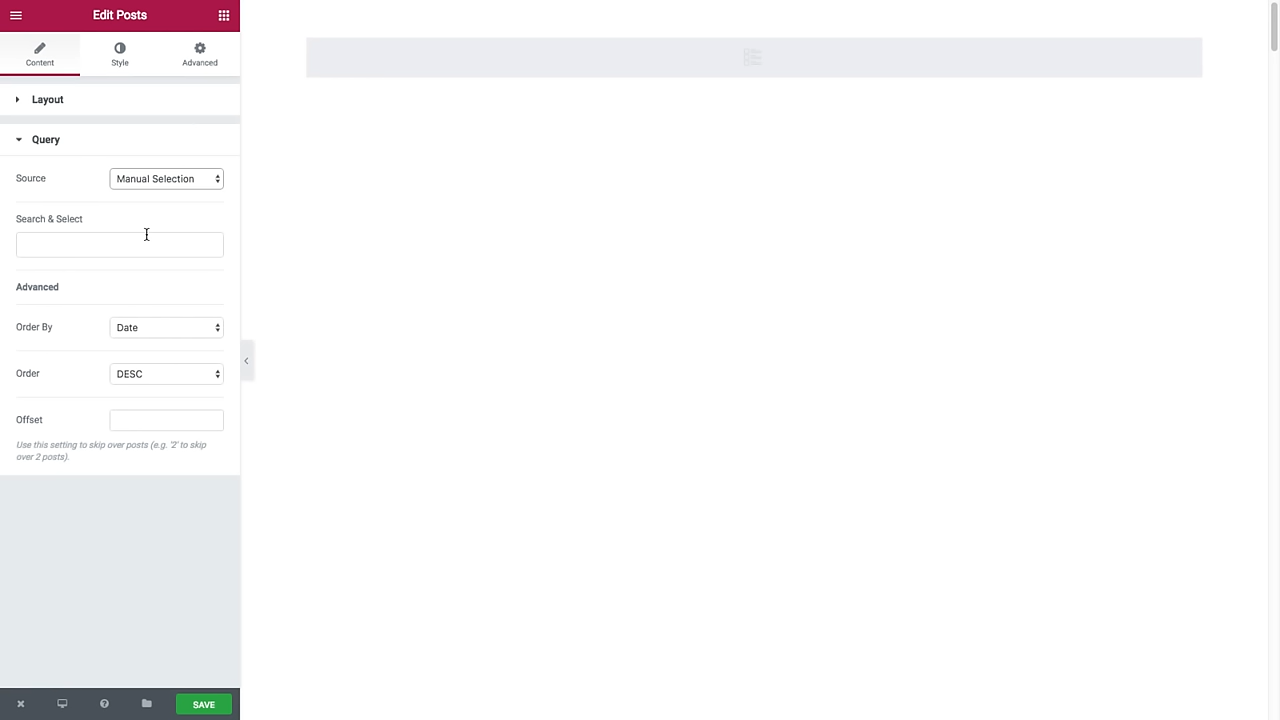 Edit Posts
Content
Style
Advanced
Layout
Query
Source
Manual Selection
Search & Select
Advanced
Order By
Date
Order
DESC
Offset
Use this setting to skip over posts (e.g. '2' to skip
over 2 posts).
SAVE